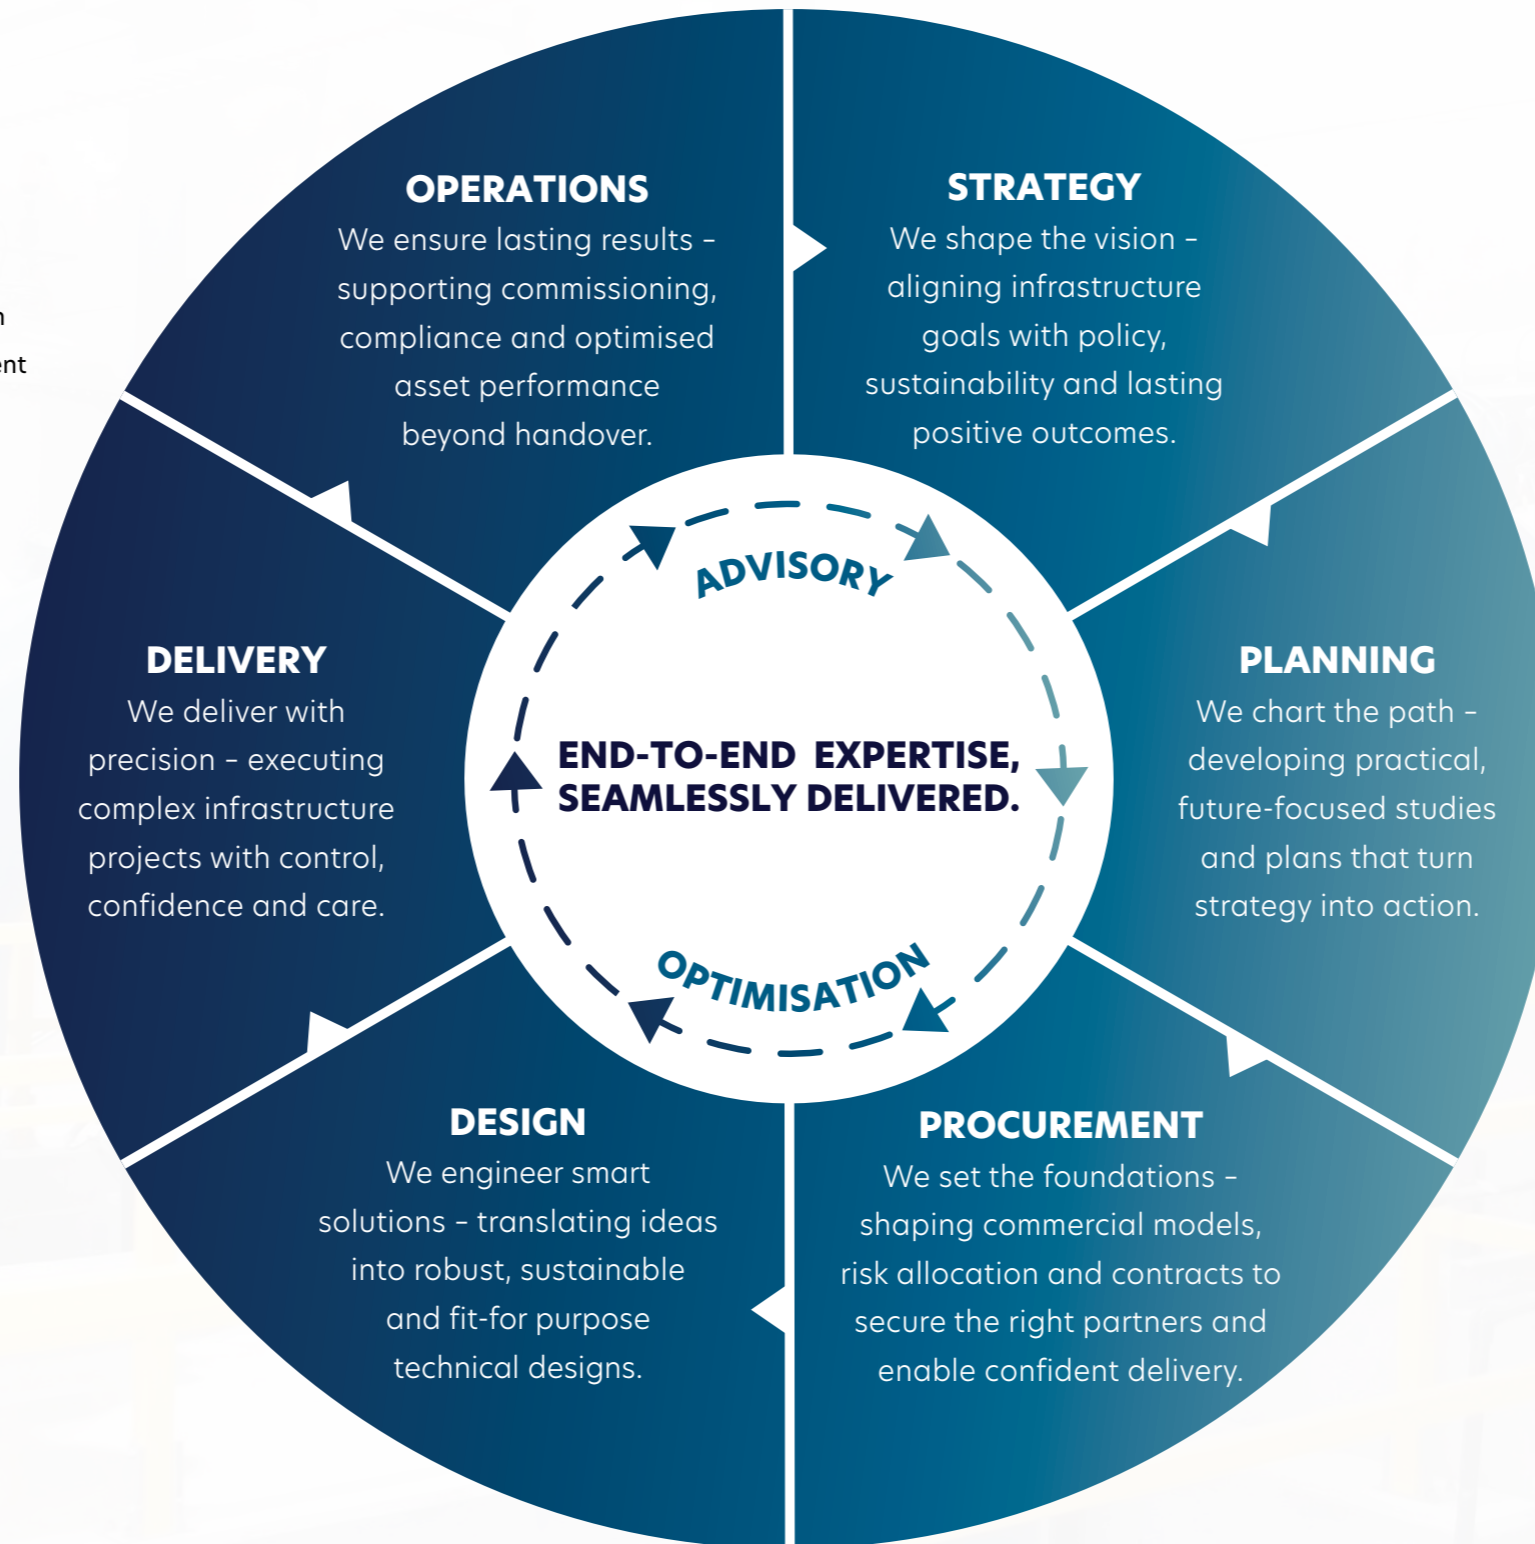 OPERATIONS
We ensure lasting results –
supporting commissioning,
compliance and optimised
asset performance
beyond handover.
STRATEGY
We shape the vision –
aligning infrastructure
goals with policy,
sustainability and lasting
positive outcomes.
DELIVERY
We deliver with
precision – executing
complex infrastructure
projects with control,
confidence and care.
ADVISORY
END-TO-END EXPERTISE,
SEAMLESSLY DELIVERED.
OPTIMISATION
PLANNING
We chart the path –
developing practical,
future-focused studies
and plans that turn
strategy into action.
DESIGN
We engineer smart
solutions – translating ideas
into robust, sustainable
and fit-for purpose
technical designs.
PROCUREMENT
We set the foundations –
shaping commercial models,
risk allocation and contracts to
secure the right partners and
enable confident delivery.